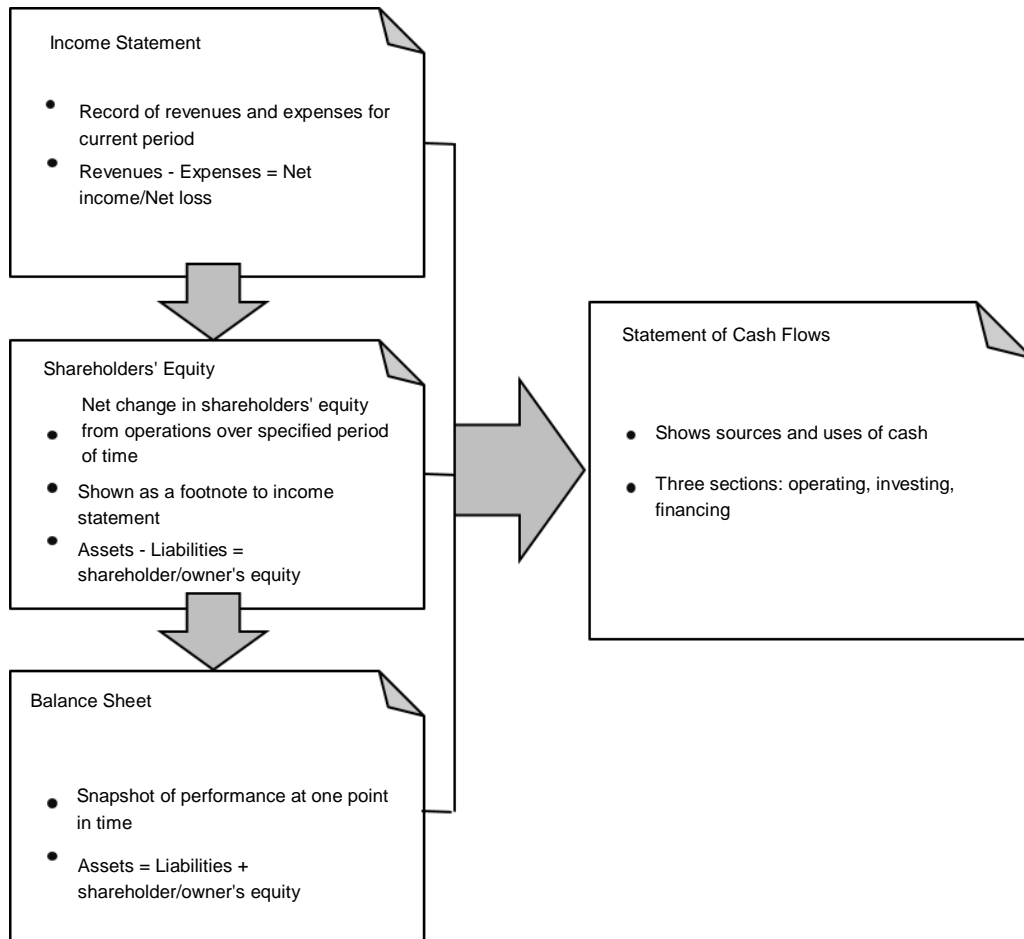 Income Statement
• Record of revenues and expenses for
current period
• Revenues - Expenses = Net
income/Net loss
Shareholders' Equity
Net change in shareholders' equity
• from operations over specified period
of time
• Shown as a footnote to income
statement
• Assets - Liabilities =
shareholder/owner's equity
Balance Sheet
• Snapshot of performance at one point
in time
• Assets = Liabilities +
shareholder/owner's equity
Statement of Cash Flows
• Shows sources and uses of cash
• Three sections: operating, investing,
financing